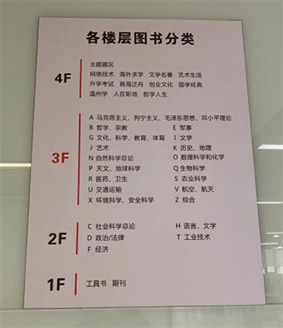 各楼层图书分类
4F
主题藏区
网络技术 海外求学 文学名著 艺术生活
升学考试 商海泛舟 创业文化 国学经典
温州学 人在职场 哲学人生
3F
A 马克思主义、列宁主义、毛泽东思想、邓小平理论
B 哲学、宗教 E 军事
G 文化、科学、教育、体育 I 文学
J 艺术 K 历史、地理
N 自然科学总论 O 数理科学和化学
P 天文、地球科学 Q 生物科学
R 医药、卫生 S 农业科学
U 交通运输 V 航空、航天
X 环境科学、安全科学 Z 综合
2F
C 社会科学总论 H 语言、文字
D 政治/法律 T 工业技术
F 经济
1F 工具书 期刊